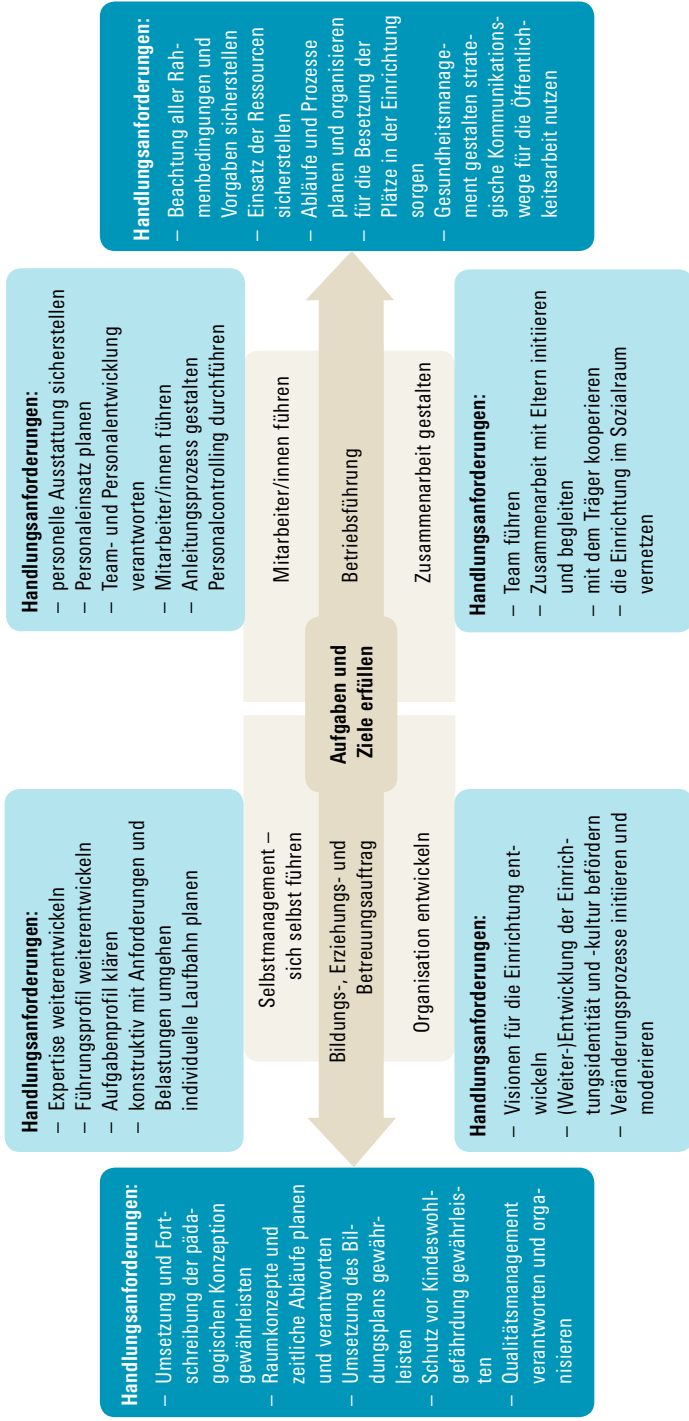 Handlungsanforderungen:
– Umsetzung und Fort-
schreibung der päda-
gogischen Konzeption
gewährleisten
– Raumkonzepte und
zeitliche Abläufe planen
und verantworten
– Umsetzung des Bil-
dungsplans gewähr-
leisten
– Schutz vor Kindeswohl-
gefährdung gewährleis-
ten
– Qualitätsmanagement
verantworten und orga-
nisieren
Handlungsanforderungen:
– Expertise weiterentwickeln
– Führungsprofil weiterentwickeln
– Aufgabenprofil klären
– konstruktiv mit Anforderungen und
Belastungen umgehen
individuelle Laufbahn planen
Selbstmanagement –
sich selbst führen
Bildungs-, Erziehungs- und
Betreuungsauftrag
Organisation entwickeln
Handlungsanforderungen:
– Visionen für die Einrichtung ent-
wickeln
– (Weiter-)Entwicklung der Einrich-
tungsidentität und -kultur befördern
– Veränderungsprozesse initiieren und
moderieren
Aufgaben und
Ziele erfüllen
Handlungsanforderungen:
– personelle Ausstattung sicherstellen
– Personaleinsatz planen
– Team- und Personalentwicklung
verantworten
– Mitarbeiter/innen führen
– Anleitungsprozess gestalten
Personalcontrolling durchführen
Mitarbeiter/innen führen
Betriebsführung
Zusammenarbeit gestalten
Handlungsanforderungen:
– Team führen
– Zusammenarbeit mit Eltern initiieren
und begleiten
– mit dem Träger kooperieren
– die Einrichtung im Sozialraum
vernetzen
Handlungsanforderungen:
– Beachtung aller Rah-
menbedingungen und
Vorgaben sicherstellen
– Einsatz der Ressourcen
sicherstellen
– Abläufe und Prozesse
planen und organisieren
– für die Besetzung der
Plätze in der Einrichtung
sorgen
– Gesundheitsmanage-
ment gestalten strate-
gische Kommunikations-
wege für die Öffentlich-
keitsarbeit nutzen